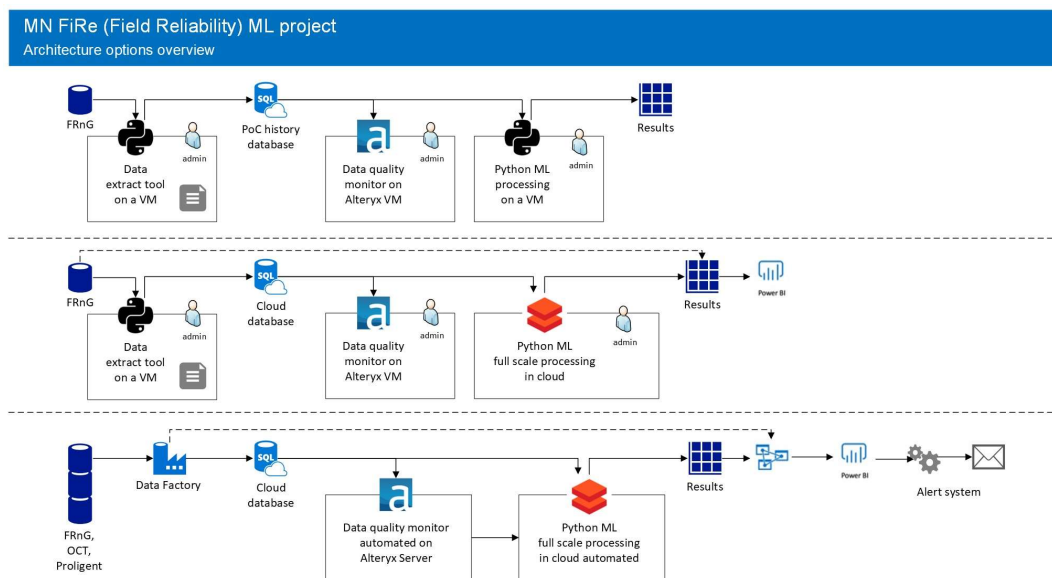 MN FiRe (Field Reliability) ML project
Architecture options overview
FRnG
SQL
PoC history
database
Results
admin
Data
extract tool
on a VM
a
admin
Data quality
monitor on
Alteryx VM
admin
Python ML
processing
on a VM
FRnG
SQL
Cloud
database
Results
Power BI
admin
Data
extract tool
on a VM
a
admin
Data quality
monitor on
Alteryx VM
admin
Python ML
full scale processing
in cloud
FRnG,
OCT,
Proligent
Data Factory
SQL
Cloud
database
Results
Power BI
Alert system
a
Data quality monitor
automated on
Alteryx Server
Python ML
full scale processing
in cloud automated